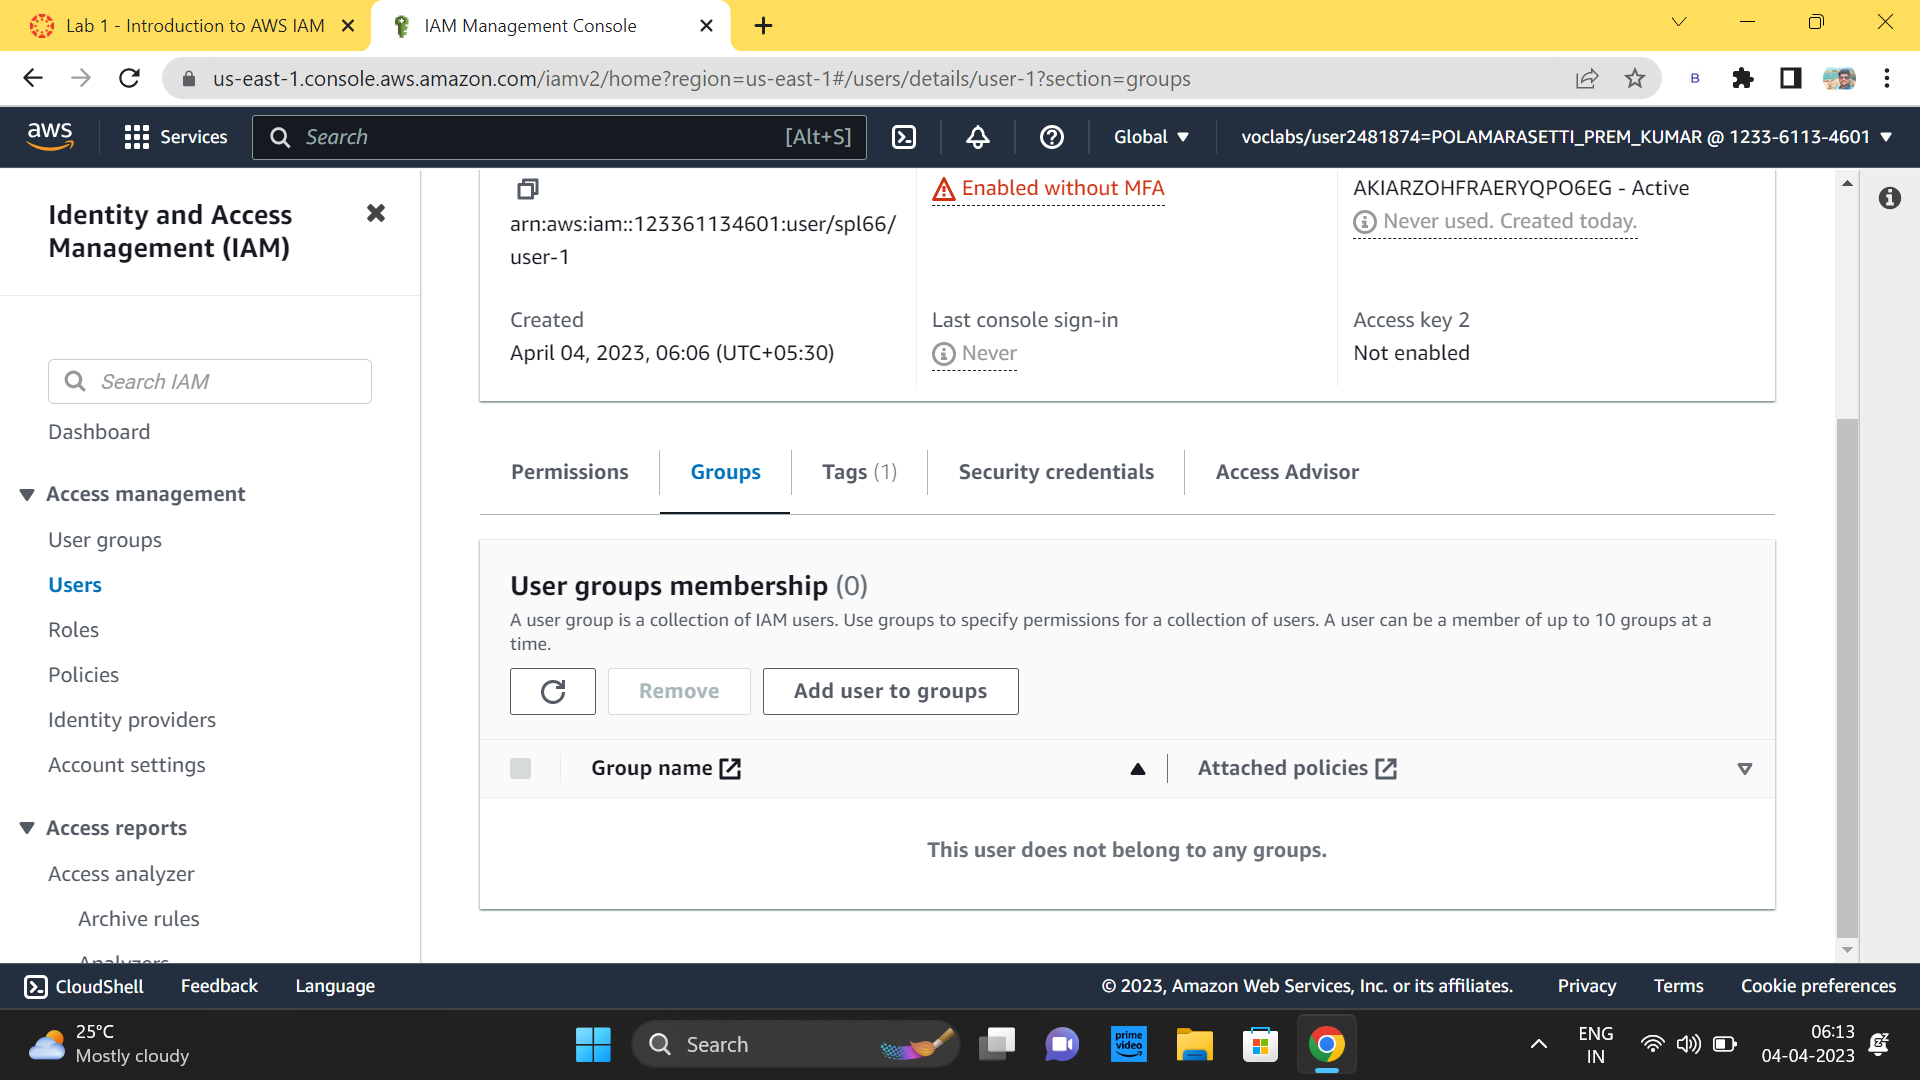 Lab 1 - Introduction to AWS IAM
IAM Management Console
us-east-1.console.aws.amazon.com/iamv2/home?region=us-east-1#/users/details/user-1?section=groups
B
aws
Services
Search
[Alt+S]
Global
voclabs/user2481874=POLAMARASETTI_PREM_KUMAR @ 1233-6113-4601
Identity and Access
Management (IAM)
Search IAM
Dashboard
Access management
User groups
Users
Roles
Policies
Identity providers
Account settings
Access reports
Access analyzer
Archive rules
Analyzers
arn:aws:iam::123361134601:user/spl66/
user-1
Enabled without MFA
AKIARZOHFRAERYQPO6EG - Active
Never used. Created today.
Created
April 04, 2023, 06:06 (UTC+05:30)
Last console sign-in
Never
Access key 2
Not enabled
Permissions
Groups
Tags (1)
Security credentials
Access Advisor
User groups membership (0)
A user group is a collection of IAM users. Use groups to specify permissions for a collection of users. A user can be a member of up to 10 groups at a
time.
Remove
Add user to groups
Group name
Attached policies
This user does not belong to any groups.
CloudShell
Feedback
Language
© 2023, Amazon Web Services, Inc. or its affiliates.
Privacy
Terms
Cookie preferences
25°C
Mostly cloudy
Search
prime
video
ENG
IN
06:13
04-04-2023